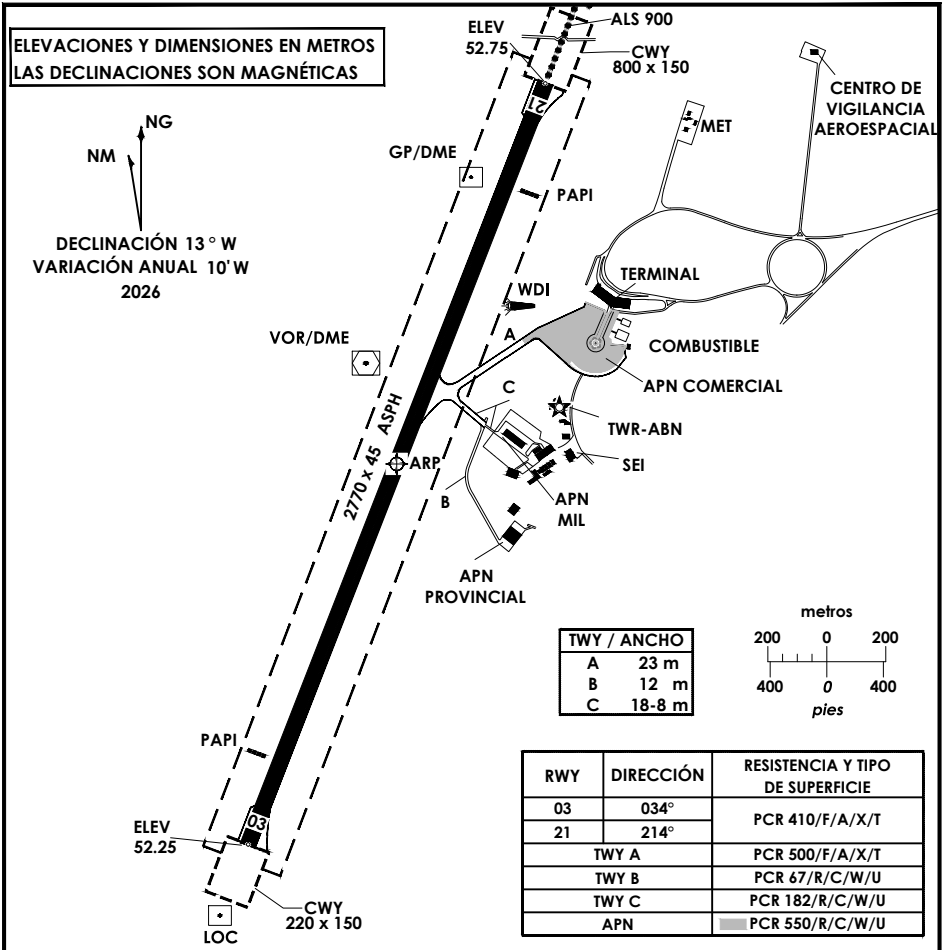 ELEVACIONES Y DIMENSIONES EN METROS
LAS DECLINACIONES SON MAGNÉTICAS
NG
NM
DECLINACIÓN 13° W
VARIACIÓN ANUAL 10' W
2026
ELEV
52.75
ALS 900
CWY
800 x 150
21
GP/DME
PAPI
MET
CENTRO DE
VIGILANCIA
AEROESPACIAL
WDI
TERMINAL
A
COMBUSTIBLE
APN COMERCIAL
VOR/DME
C
TWR-ABN
SEI
2770 x 45 ASPH
ARP
B
APN
MIL
APN
PROVINCIAL
PAPI
03
ELEV
52.25
CWY
220 x 150
LOC
TWY / ANCHO
A 23 m
B 12 m
C 18-8 m
metros
200 0 200
400 0 400
pies
RWY DIRECCIÓN RESISTENCIA Y TIPO
DE SUPERFICIE
03 034° PCR 410/F/A/X/T
21 214°
TWY A PCR 500/F/A/X/T
TWY B PCR 67/R/C/W/U
TWY C PCR 182/R/C/W/U
APN PCR 550/R/C/W/U